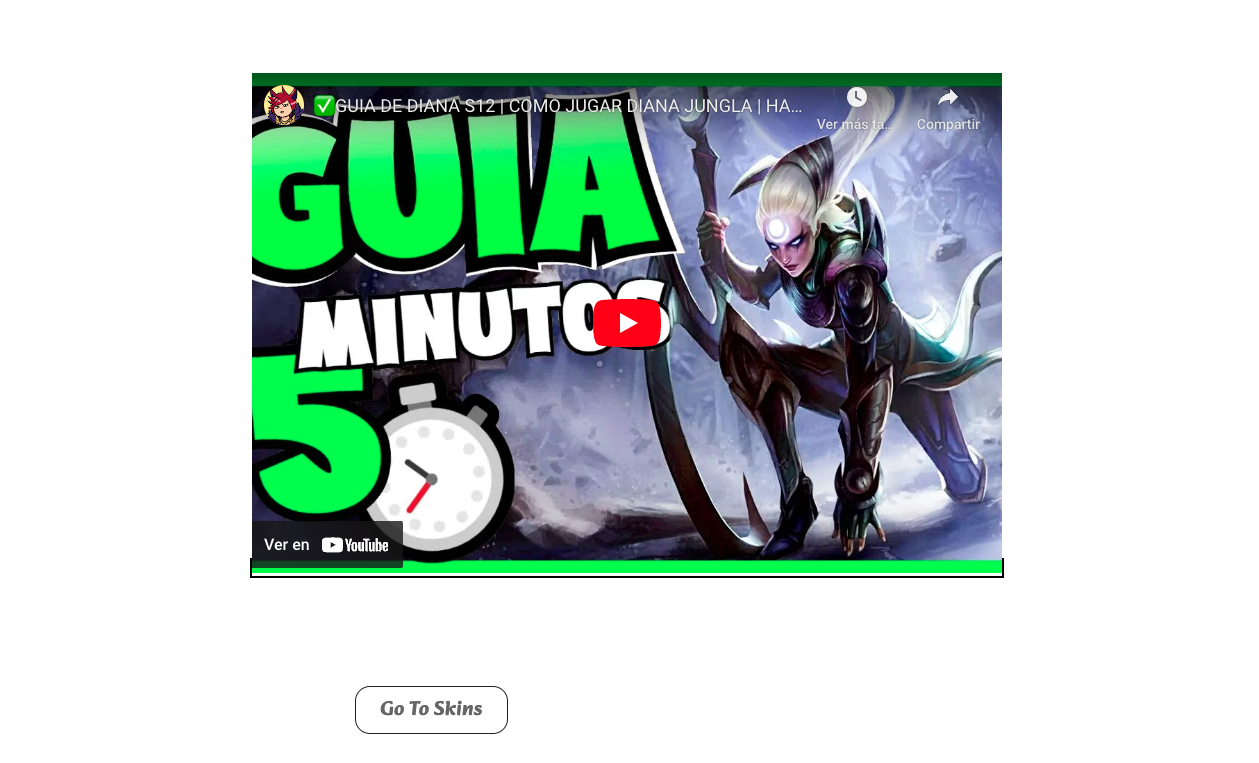 ✅GUIA DE DIANA S12 | COMO JUGAR DIANA JUNGLA | HA...
Ver más ta...
Compartir
GUIA
MINUTOS
5
Ver en YouTube
Go To Skins